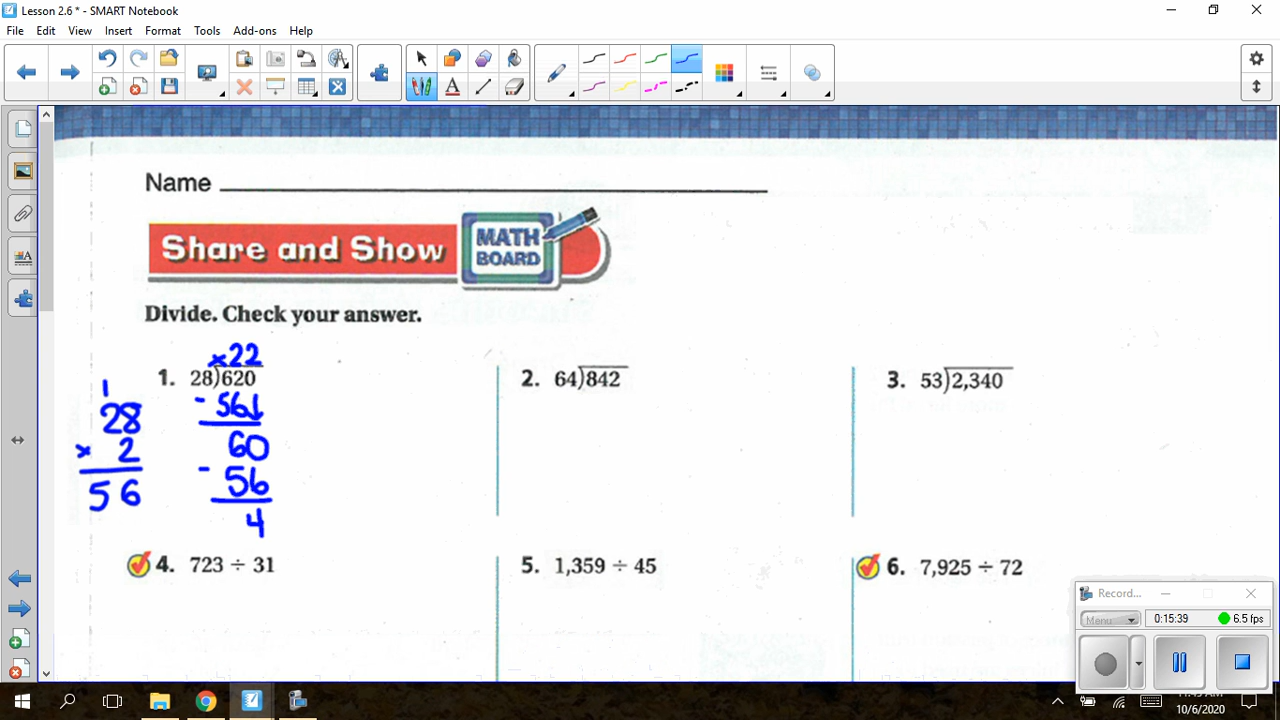 Lesson 2.6 * - SMART Notebook
File Edit View Insert Format Tools Add-ons Help
Name
Share and Show MATH BOARD
Divide. Check your answer.
x22
1. 28)620
- 56↓
60
- 56
4
1
28
x 2
56
2. 64)842
3. 53)2,340
4. 723 ÷ 31
5. 1,359 ÷ 45
6. 7,925 ÷ 72
Record...
Menu 0:15:39 6.5 fps
10/6/2020